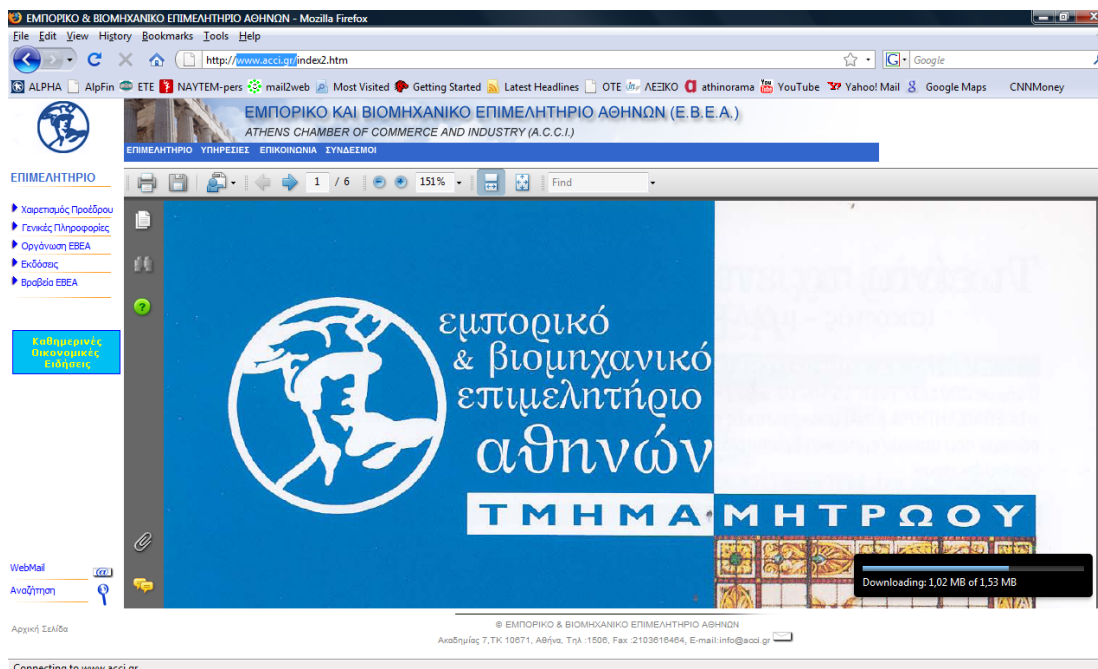 ΕΜΠΟΡΙΚΟ & ΒΙΟΜΗΧΑΝΙΚΟ ΕΠΙΜΕΛΗΤΗΡΙΟ ΑΘΗΝΩΝ - Mozilla Firefox
File Edit View History Bookmarks Tools Help
http://www.acci.gr/index2.htm
Google
ALPHA AlpFin ETE NAYTEM-pers mail2web Most Visited Getting Started Latest Headlines OTE ΛΕΞΙΚΟ athinorama YouTube Yahoo! Mail Google Maps CNNMoney
ΕΜΠΟΡΙΚΟ ΚΑΙ ΒΙΟΜΗΧΑΝΙΚΟ ΕΠΙΜΕΛΗΤΗΡΙΟ ΑΘΗΝΩΝ (Ε.Β.Ε.Α.)
ATHENS CHAMBER OF COMMERCE AND INDUSTRY (A.C.C.I.)
ΕΠΙΜΕΛΗΤΗΡΙΟ ΥΠΗΡΕΣΙΕΣ ΕΠΙΚΟΙΝΩΝΙΑ ΣΥΝΔΕΣΜΟΙ
ΕΠΙΜΕΛΗΤΗΡΙΟ
1 / 6 151% Find
Χαιρετισμός Προέδρου
Γενικές Πληροφορίες
Οργάνωση ΕΒΕΑ
Εκδόσεις
Βραβεία ΕΒΕΑ
Καθημερινές
Οικονομικές
Ειδήσεις
εμπορικό
& βιομηχανικό
επιμελητήριο
αθηνών
ΤΜΗΜΑ ΜΗΤΡΩΟΥ
WebMail
Αναζήτηση
Downloading: 1,02 MB of 1,53 MB
Αρχική Σελίδα
© ΕΜΠΟΡΙΚΟ & ΒΙΟΜΗΧΑΝΙΚΟ ΕΠΙΜΕΛΗΤΗΡΙΟ ΑΘΗΝΩΝ
Ακαδημίας 7,ΤΚ 10671, Αθήνα, Τηλ :1506, Fax :2103616464, E-mail:info@acci.gr
Connecting to www.acci.gr